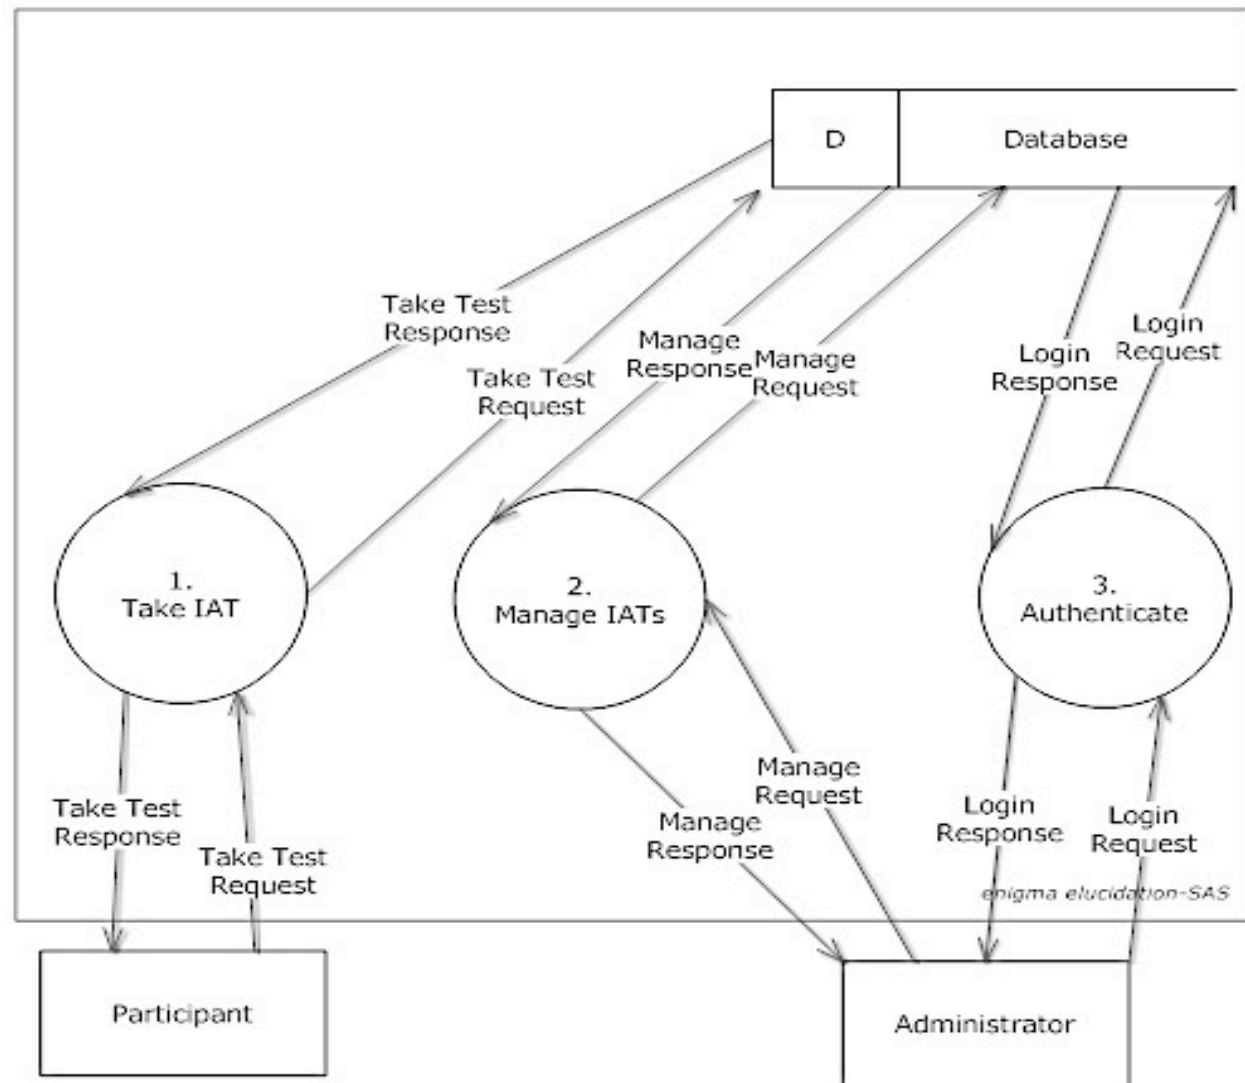 D
Database
Take Test
Response
Take Test
Request
Manage
Response
Manage
Request
Login
Response
Login
Request
1.
Take IAT
2.
Manage IATs
3.
Authenticate
Take Test
Response
Take Test
Request
Manage
Request
Manage
Response
Login
Response
Login
Request
enigma elucidation-SAS
Participant
Administrator